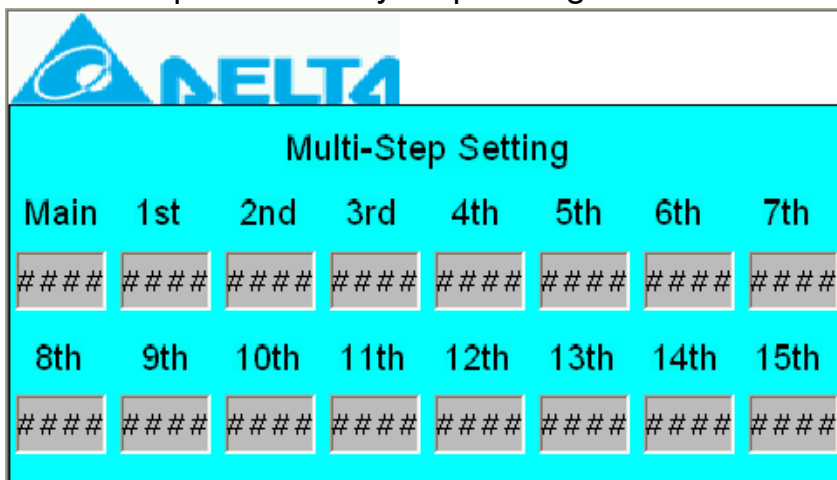 DELTA
Multi-Step Setting
Main 1st 2nd 3rd 4th 5th 6th 7th
#### #### #### #### #### #### #### ####
8th 9th 10th 11th 12th 13th 14th 15th
#### #### #### #### #### #### #### ####